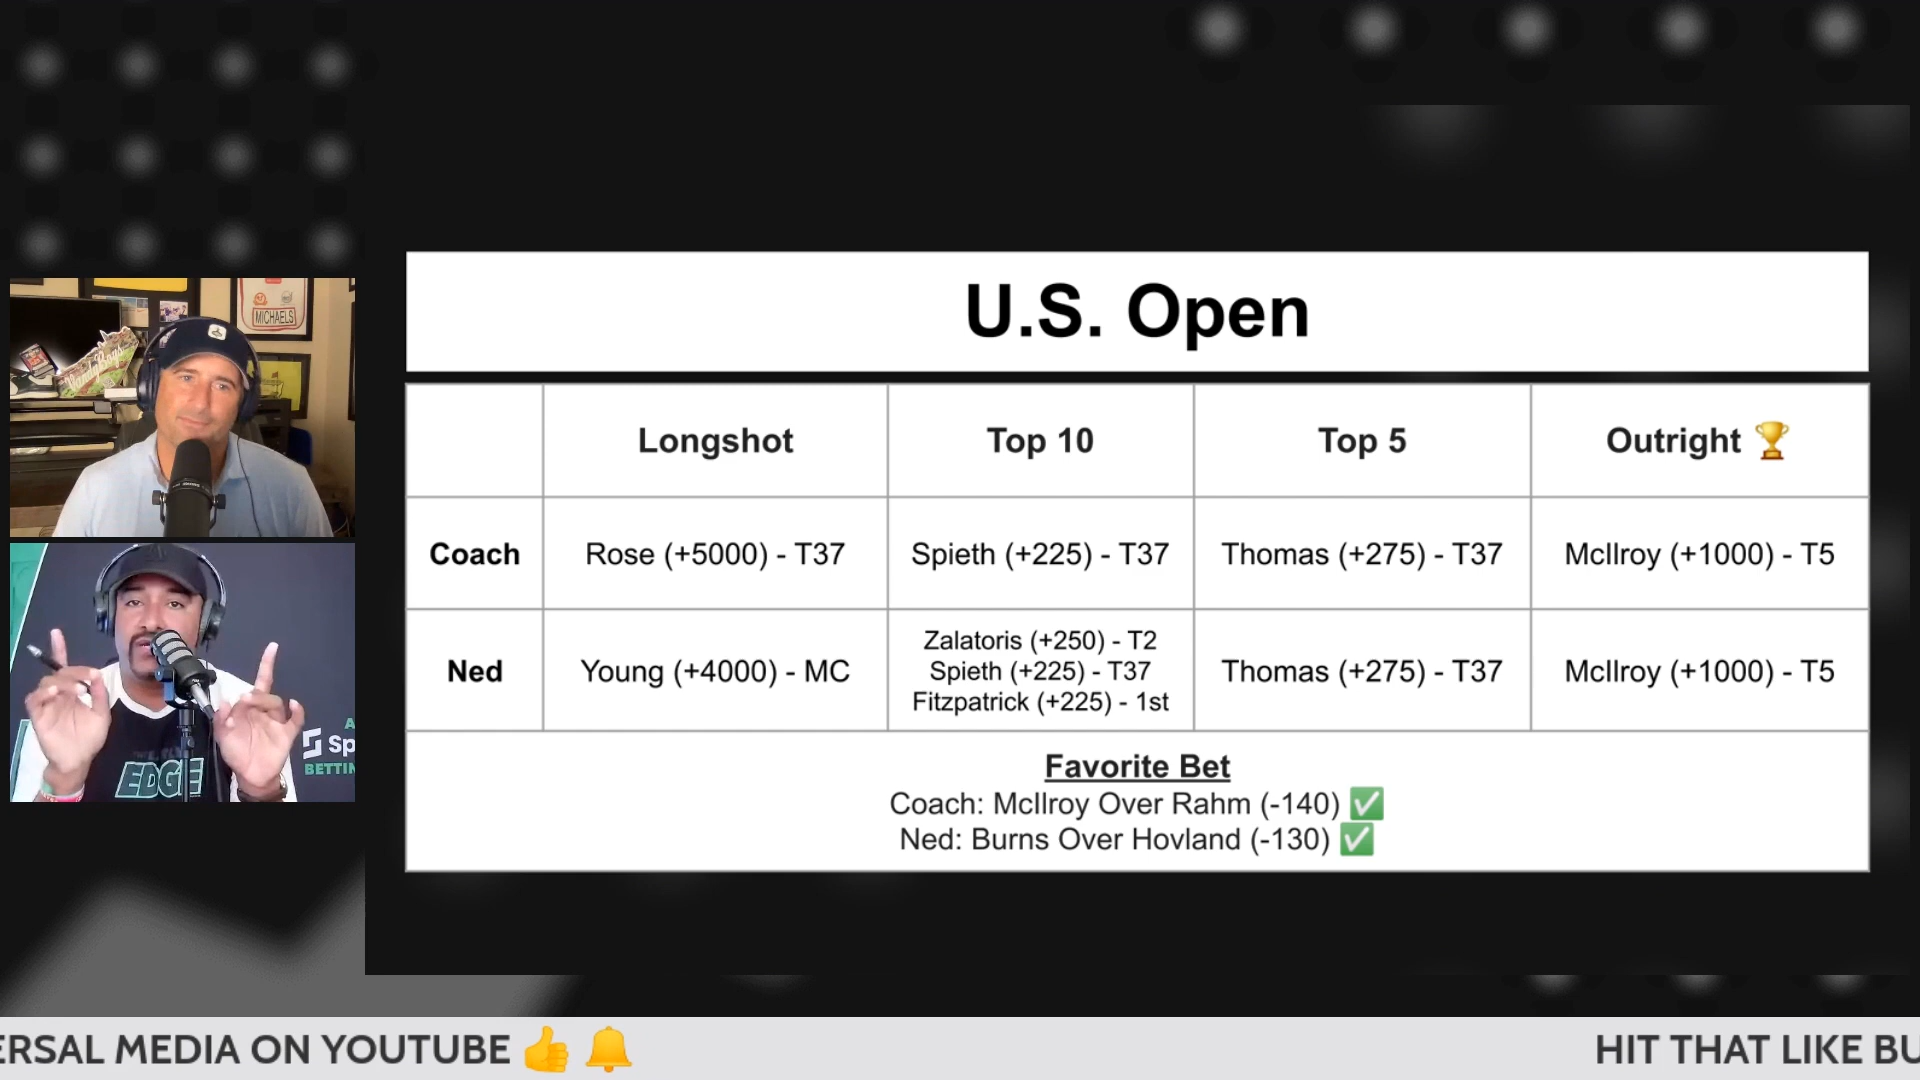 U.S. Open
Longshot
Top 10
Top 5
Outright 🏆
Coach
Rose (+5000) - T37
Spieth (+225) - T37
Thomas (+275) - T37
McIlroy (+1000) - T5
Ned
Young (+4000) - MC
Zalatoris (+250) - T2
Spieth (+225) - T37
Fitzpatrick (+225) - 1st
Thomas (+275) - T37
McIlroy (+1000) - T5
Favorite Bet
Coach: McIlroy Over Rahm (-140) ✅
Ned: Burns Over Hovland (-130) ✅
MICHAELS
VandyBoys
EDGE
Sp
BETTIN
ERSAL MEDIA ON YOUTUBE 👍 🔔
HIT THAT LIKE BU